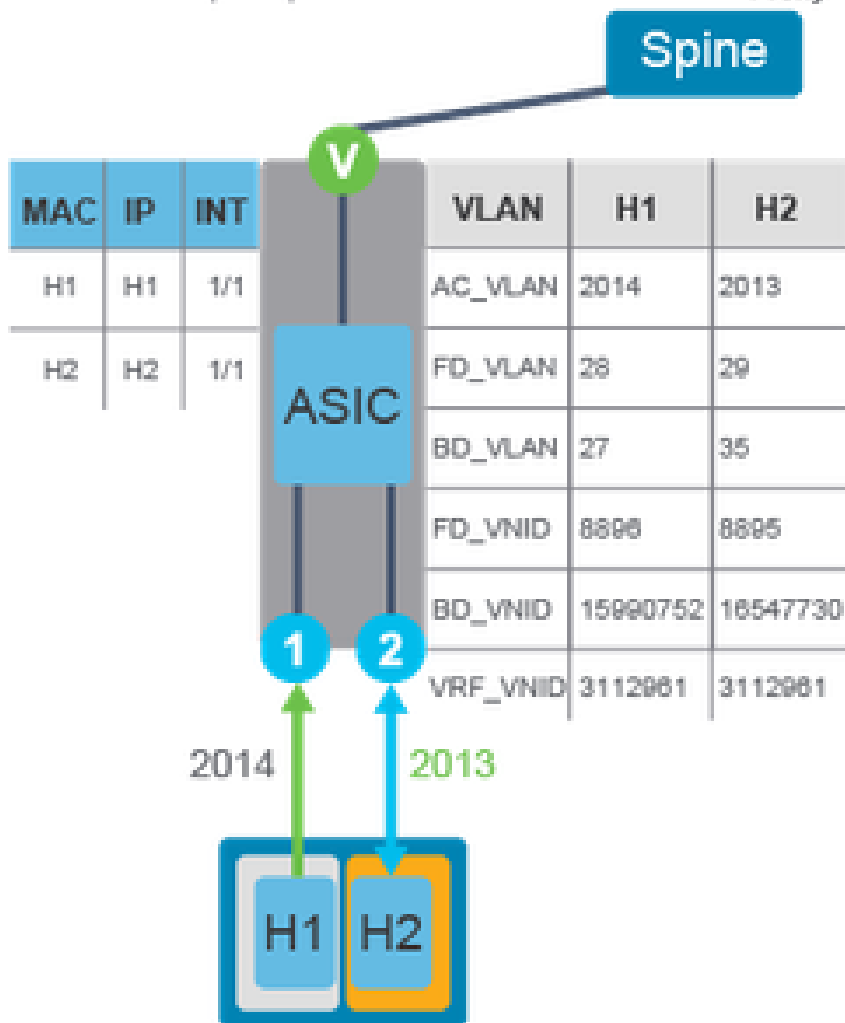 Spine
V
MAC IP INT
H1 H1 1/1
H2 H2 1/1
ASIC
VLAN H1 H2
AC_VLAN 2014 2013
FD_VLAN 28 29
BD_VLAN 27 35
FD_VNID 8896 8895
BD_VNID 15990752 16547730
VRF_VNID 3112961 3112961
1 2
2014 2013
H1 H2